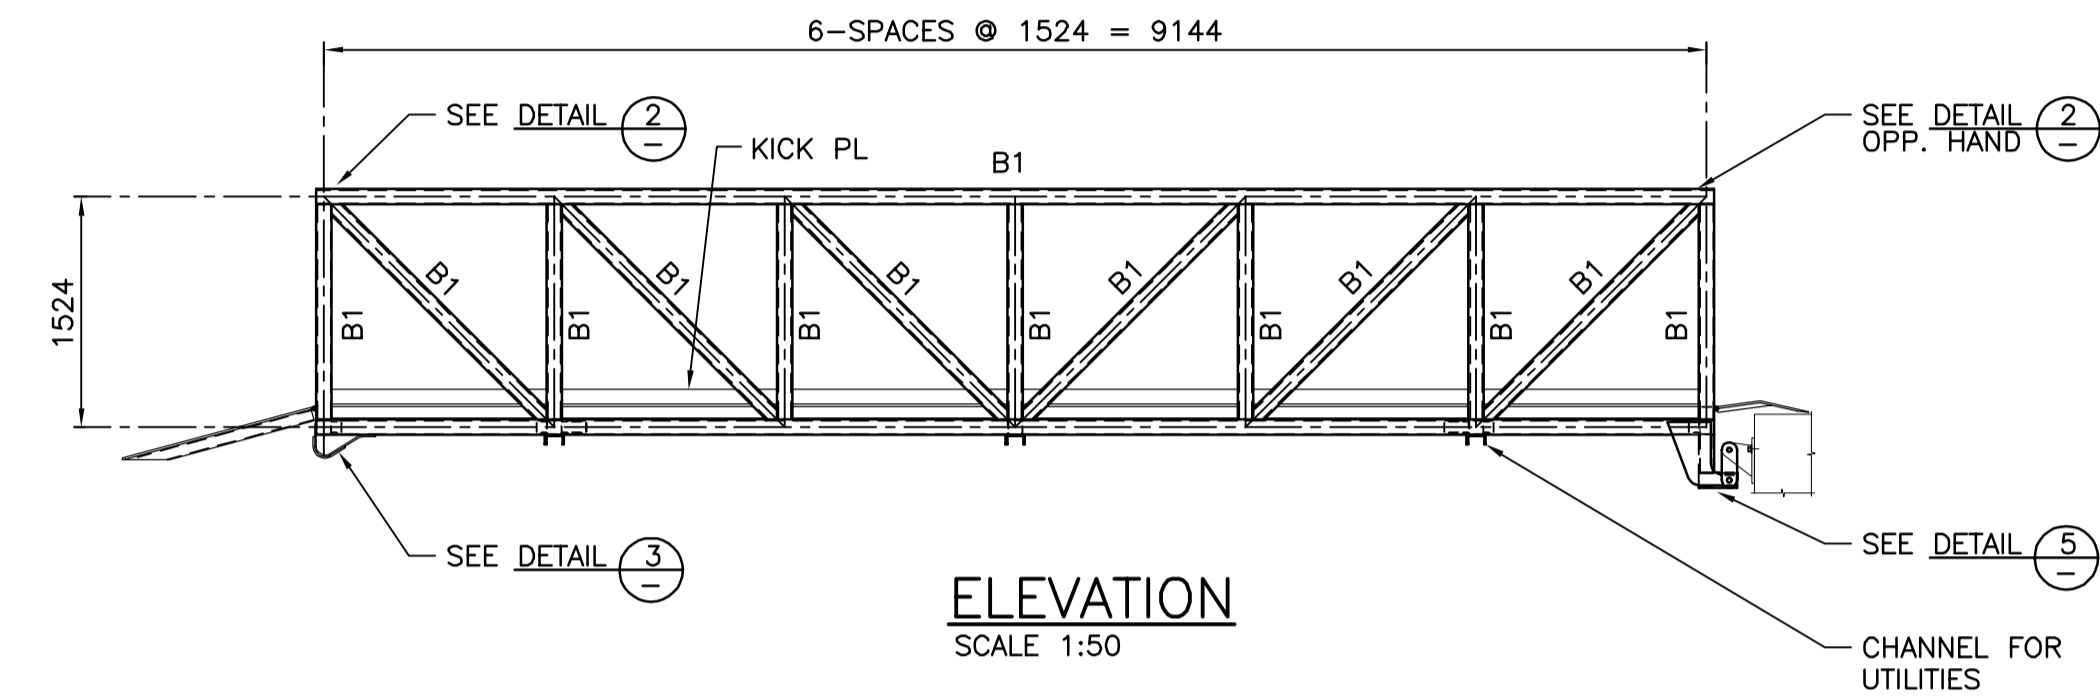 6-SPACES @ 1524 = 9144
SEE DETAIL 2
–
KICK PL
B1
SEE DETAIL 2
OPP. HAND –
1524
B1
B1
B1
B1
B1
B1
B1
B1
B1
B1
B1
B1
B1
SEE DETAIL 3
–
SEE DETAIL 5
–
ELEVATION
SCALE 1:50
CHANNEL FOR
UTILITIES